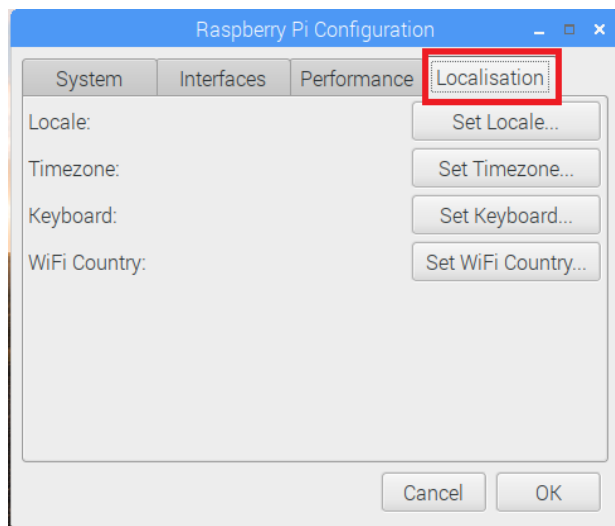 Raspberry Pi Configuration
System Interfaces Performance Localisation
Locale: Set Locale...
Timezone: Set Timezone...
Keyboard: Set Keyboard...
WiFi Country: Set WiFi Country...
Cancel OK